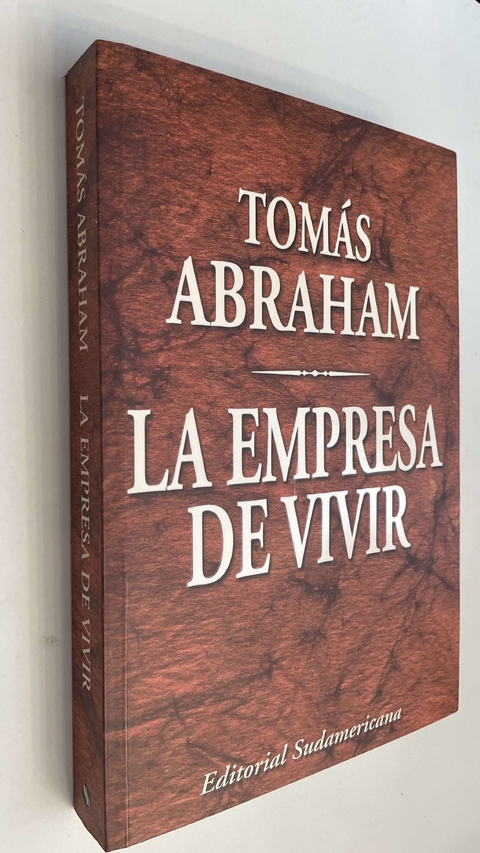 TOMÁS
ABRAHAM
LA EMPRESA
DE VIVIR
Editorial Sudamericana
TOMÁS ABRAHAM LA EMPRESA DE VIVIR